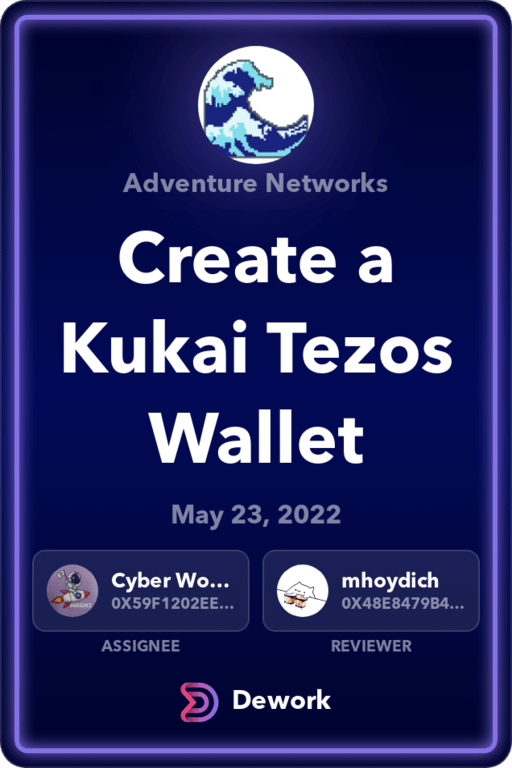 Adventure Networks
Create a
Kukai Tezos
Wallet
May 23, 2022
Cyber Wo...
0X59F1202EE...
mhoydich
0X48E8479B4...
ASSIGNEE
REVIEWER
Dework